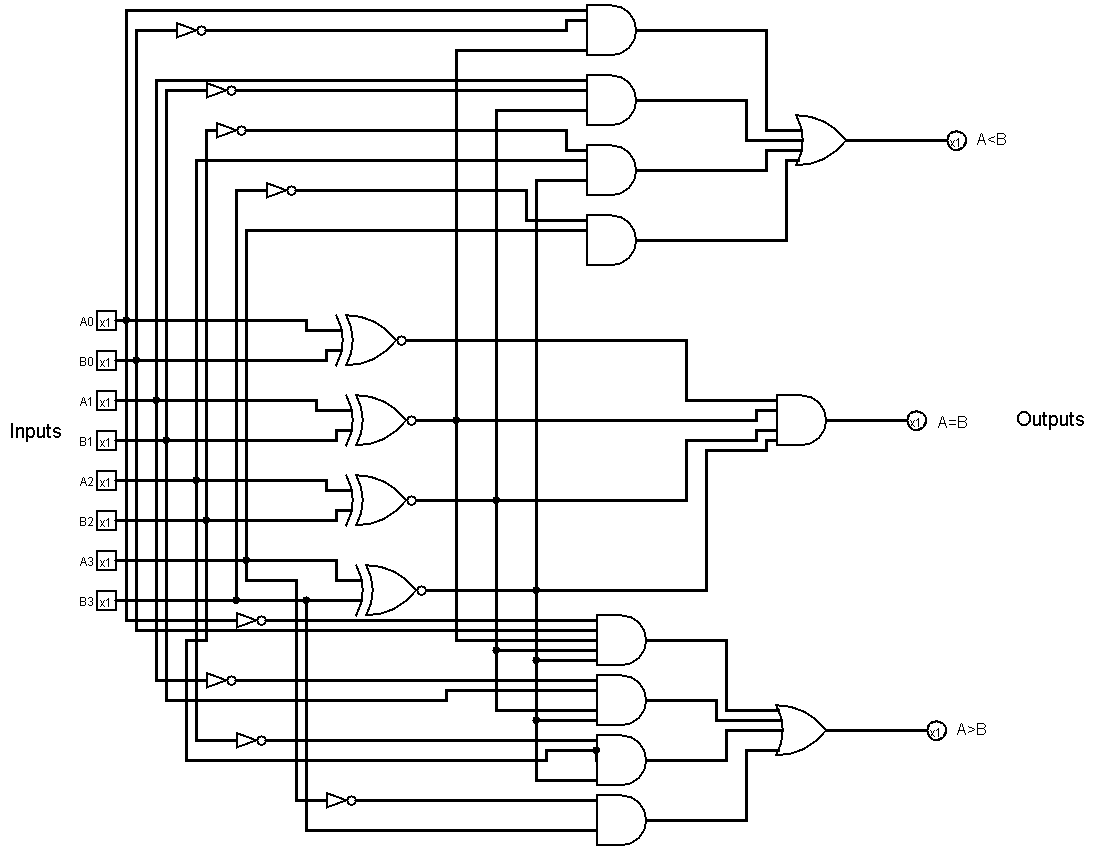 A<B
A0 x1
B0 x1
A1 x1
B1 x1
A2 x1
B2 x1
A3 x1
B3 x1
Inputs
x1 A<B
x1 A=B
Outputs
x1 A>B